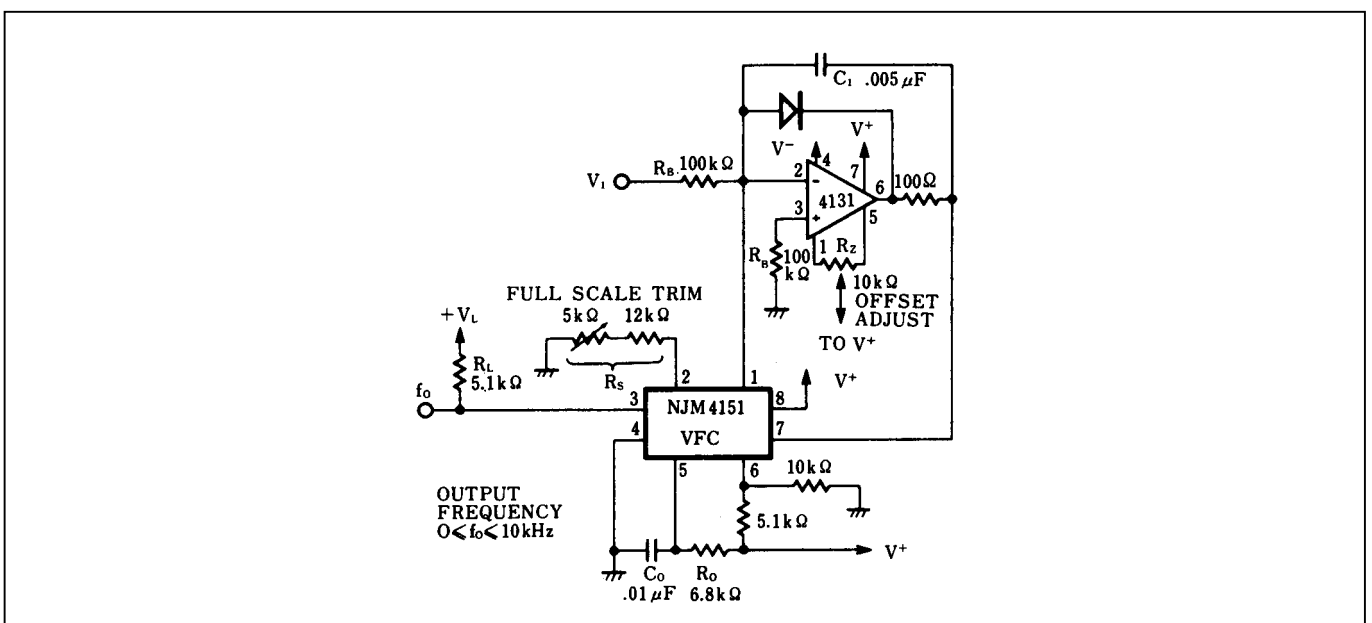 C₁ .005μF
V⁺
V⁻
4
7
R_B. 100kΩ
V₁
2
−
6
100Ω
4131
3
+
5
R_B
100
kΩ
1
R_Z
10kΩ
OFFSET
ADJUST
TO V⁺
FULL SCALE TRIM
5kΩ
12kΩ
+V_L
R_L
5.1kΩ
R_S
2
1
V⁺
f₀
3
NJM4151
8
4
VFC
7
5
6
10kΩ
OUTPUT
FREQUENCY
O⩽f₀⩽10kHz
5.1kΩ
V⁺
C₀
R₀
.01μF
6.8kΩ